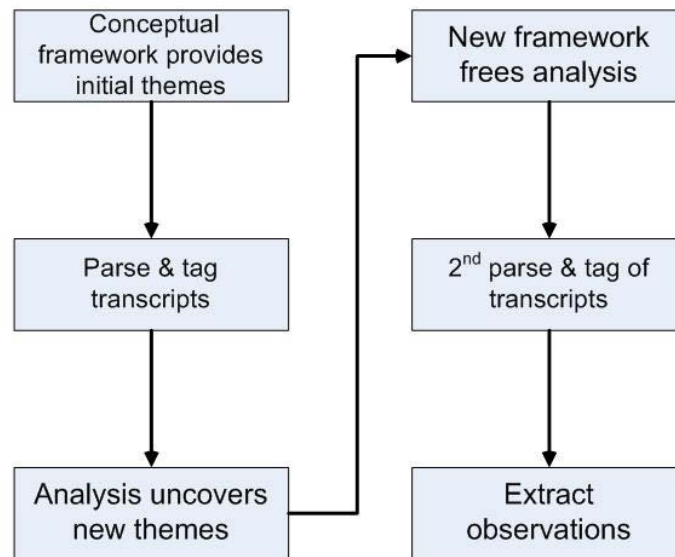 Conceptual
framework provides
initial themes
Parse & tag
transcripts
Analysis uncovers
new themes
New framework
frees analysis
2nd parse & tag of
transcripts
Extract
observations